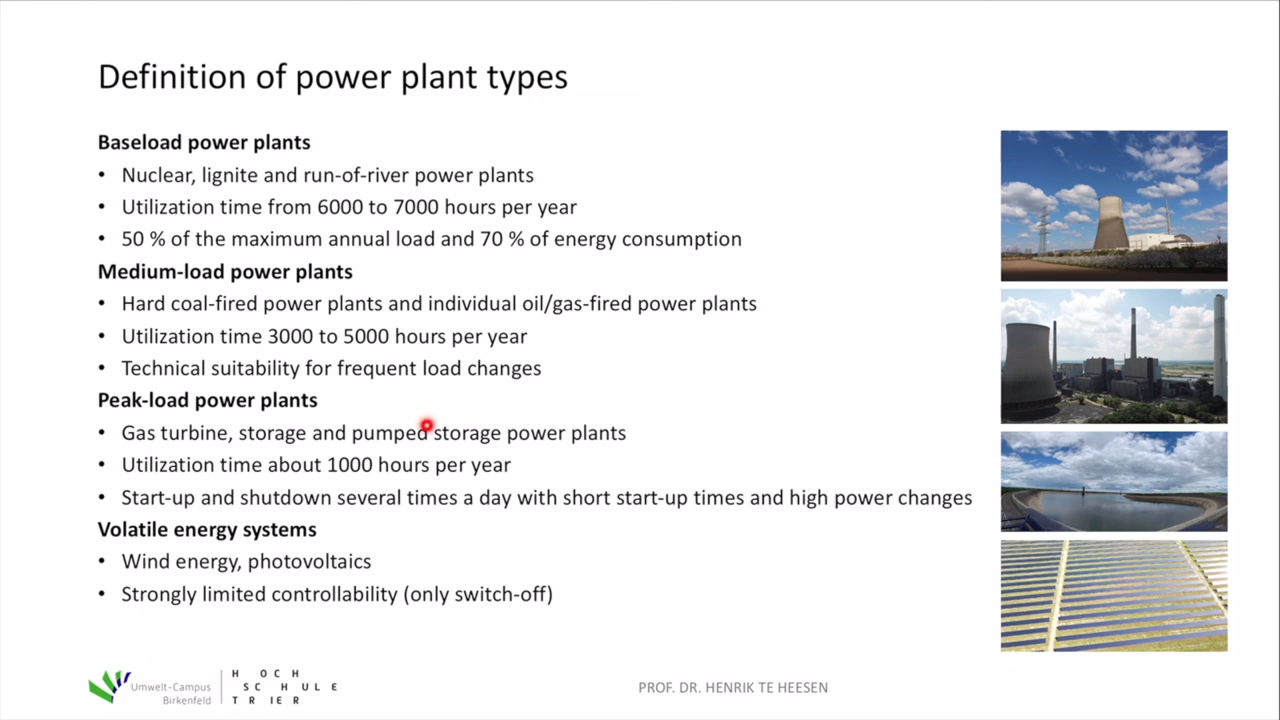 Definition of power plant types
Baseload power plants
• Nuclear, lignite and run-of-river power plants
• Utilization time from 6000 to 7000 hours per year
• 50 % of the maximum annual load and 70 % of energy consumption
Medium-load power plants
• Hard coal-fired power plants and individual oil/gas-fired power plants
• Utilization time 3000 to 5000 hours per year
• Technical suitability for frequent load changes
Peak-load power plants
• Gas turbine, storage and pumped storage power plants
• Utilization time about 1000 hours per year
• Start-up and shutdown several times a day with short start-up times and high power changes
Volatile energy systems
• Wind energy, photovoltaics
• Strongly limited controllability (only switch-off)
Umwelt-Campus
Birkenfeld
HOCH
SCHULE
TRIER
PROF. DR. HENRIK TE HEESEN